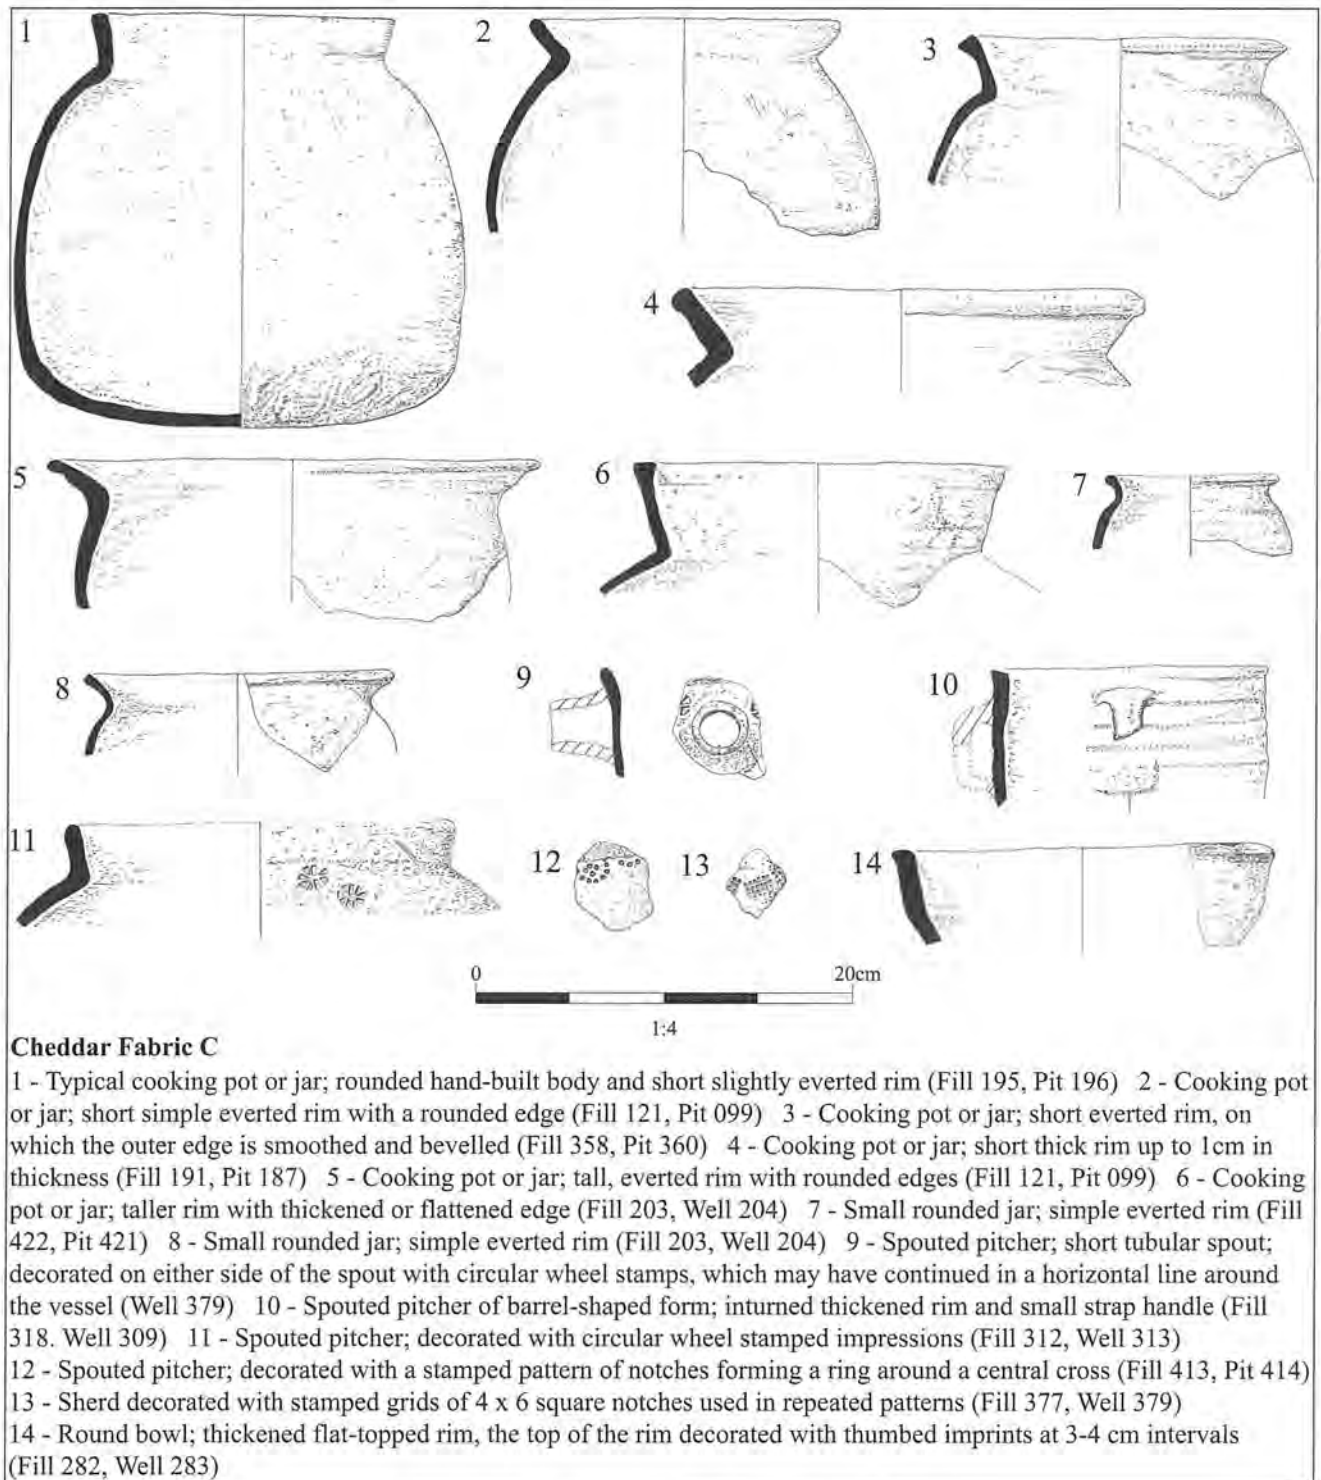 1
2
3
4
5
6
7
8
9
10
11
12
13
14
0 20cm
1:4
Cheddar Fabric C
1 - Typical cooking pot or jar; rounded hand-built body and short slightly everted rim (Fill 195, Pit 196) 2 - Cooking pot
or jar; short simple everted rim with a rounded edge (Fill 121, Pit 099) 3 - Cooking pot or jar; short everted rim, on
which the outer edge is smoothed and bevelled (Fill 358, Pit 360) 4 - Cooking pot or jar; short thick rim up to 1cm in
thickness (Fill 191, Pit 187) 5 - Cooking pot or jar; tall, everted rim with rounded edges (Fill 121, Pit 099) 6 - Cooking
pot or jar; taller rim with thickened or flattened edge (Fill 203, Well 204) 7 - Small rounded jar; simple everted rim (Fill
422, Pit 421) 8 - Small rounded jar; simple everted rim (Fill 203, Well 204) 9 - Spouted pitcher; short tubular spout;
decorated on either side of the spout with circular wheel stamps, which may have continued in a horizontal line around
the vessel (Well 379) 10 - Spouted pitcher of barrel-shaped form; inturned thickened rim and small strap handle (Fill
318. Well 309) 11 - Spouted pitcher; decorated with circular wheel stamped impressions (Fill 312, Well 313)
12 - Spouted pitcher; decorated with a stamped pattern of notches forming a ring around a central cross (Fill 413, Pit 414)
13 - Sherd decorated with stamped grids of 4 x 6 square notches used in repeated patterns (Fill 377, Well 379)
14 - Round bowl; thickened flat-topped rim, the top of the rim decorated with thumbed imprints at 3-4 cm intervals
(Fill 282, Well 283)